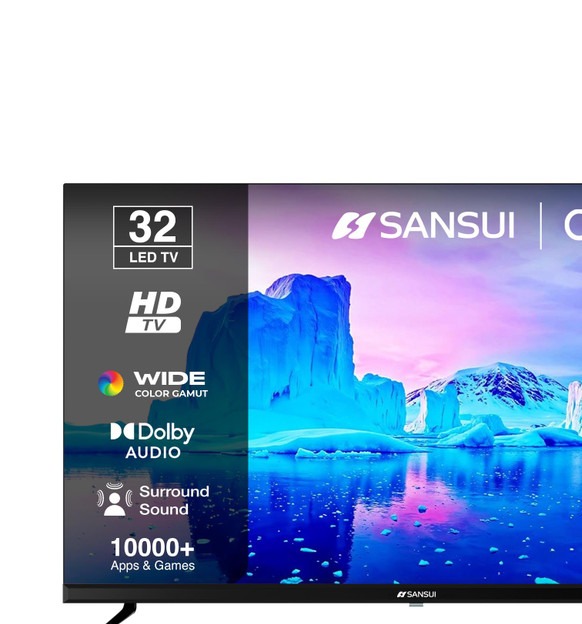 32
LED TV
HD
TV
WIDE
COLOR GAMUT
Dolby
AUDIO
Surround
Sound
10000+
Apps & Games
SANSUI
SANSUI